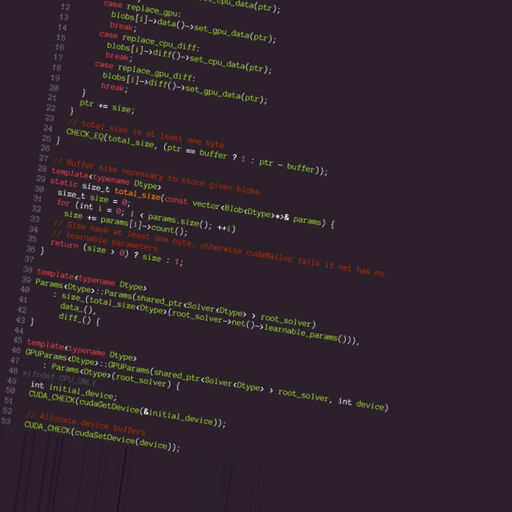 set_cpu_data(ptr);
12 case replace_gpu:
13 blobs[i]->data()->set_gpu_data(ptr);
14 break;
15 case replace_cpu_diff:
16 blobs[i]->diff()->set_cpu_data(ptr);
17 break;
18 case replace_gpu_diff:
19 blobs[i]->diff()->set_gpu_data(ptr);
20 break;
21 }
22 ptr += size;
23 }
24 // total_size is at least one byte
25 CHECK_EQ(total_size, (ptr == buffer ? 1 : ptr - buffer));
26 }
27
28 // Buffer size necessary to store given blobs
29 template<typename Dtype>
30 static size_t total_size(const vector<Blob<Dtype>*>& params) {
31 size_t size = 0;
32 for (int i = 0; i < params.size(); ++i)
33 size += params[i]->count();
34 // Size have at least one byte, otherwise cudaMalloc fails if net has no
35 // learnable parameters.
36 return (size > 0) ? size : 1;
37 }
38
39 template<typename Dtype>
40 Params<Dtype>::Params(shared_ptr<Solver<Dtype> > root_solver)
41 : size_(total_size<Dtype>(root_solver->net()->learnable_params())),
42 data_(),
43 diff_() {
44 }
45
46 template<typename Dtype>
47 GPUParams<Dtype>::GPUParams(shared_ptr<Solver<Dtype> > root_solver, int device)
48 : Params<Dtype>(root_solver) {
49 #ifndef CPU_ONLY
50 int initial_device;
51 CUDA_CHECK(cudaGetDevice(&initial_device));
52
53 // Allocate device buffers
CUDA_CHECK(cudaSetDevice(device));